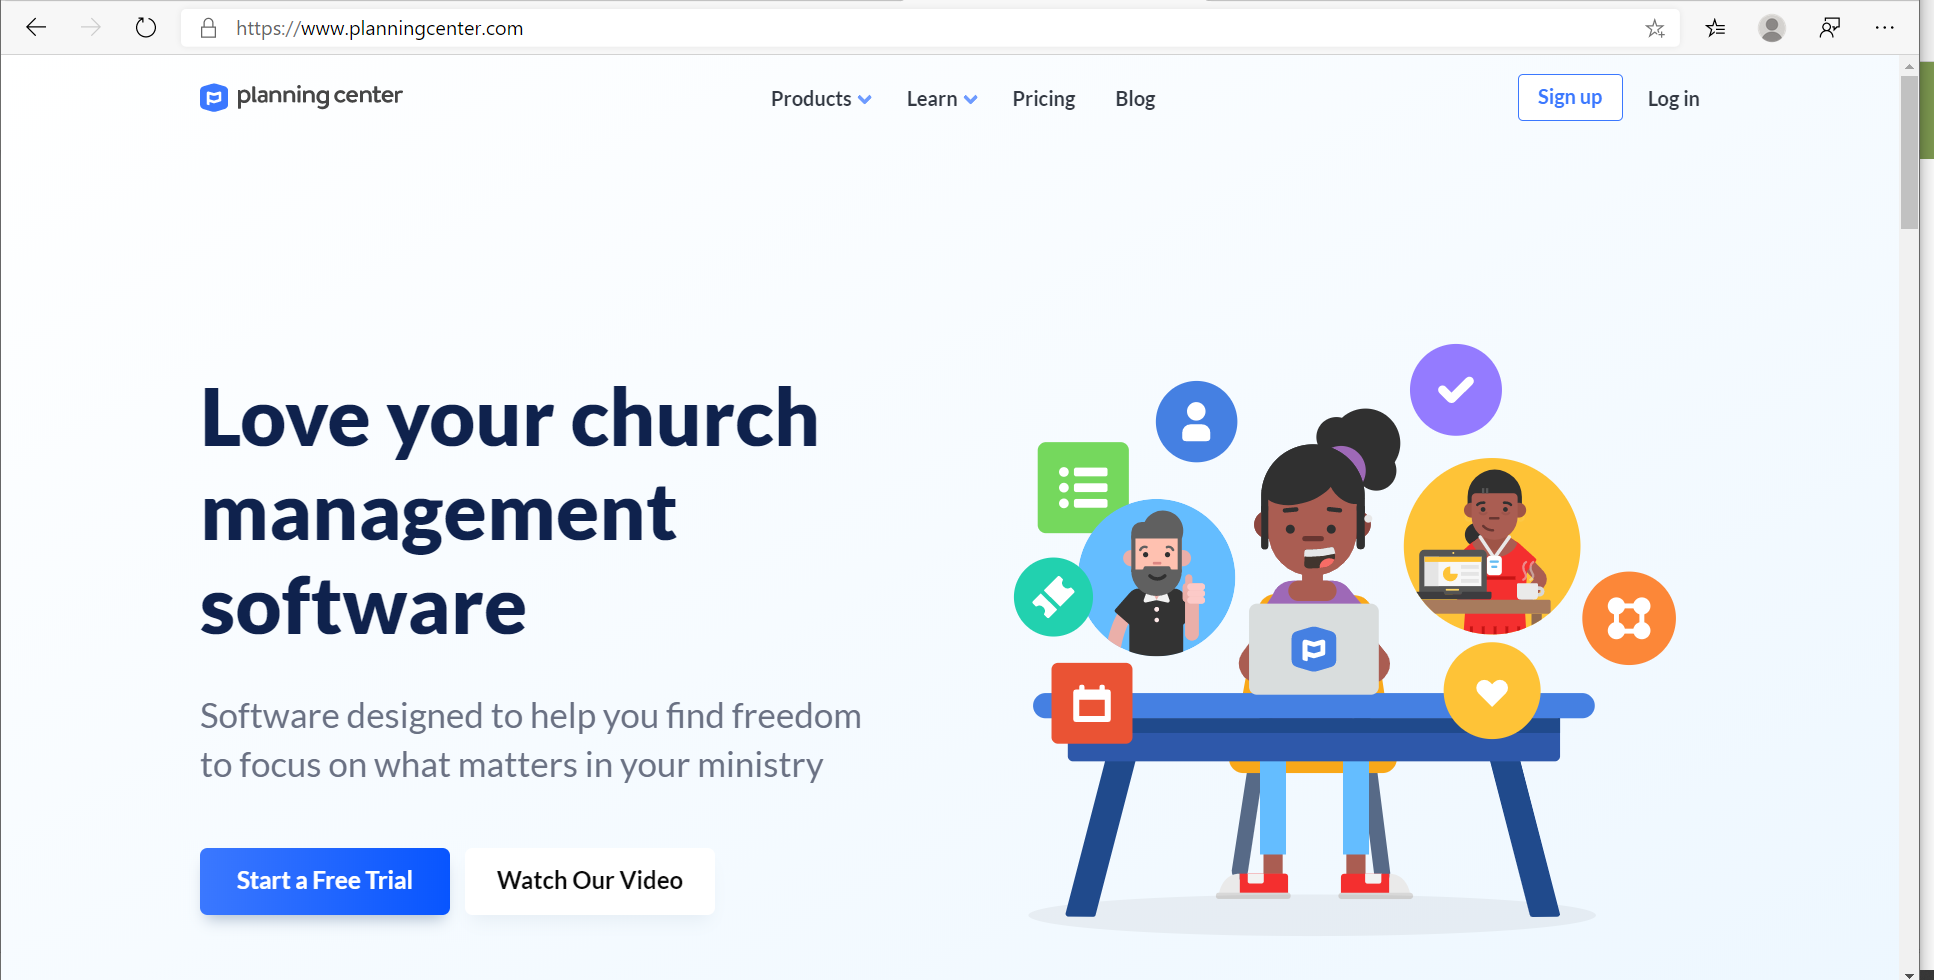 https://www.planningcenter.com
planning center
Products
Learn
Pricing
Blog
Sign up
Log in
Love your church
management
software
Software designed to help you find freedom
to focus on what matters in your ministry
Start a Free Trial
Watch Our Video